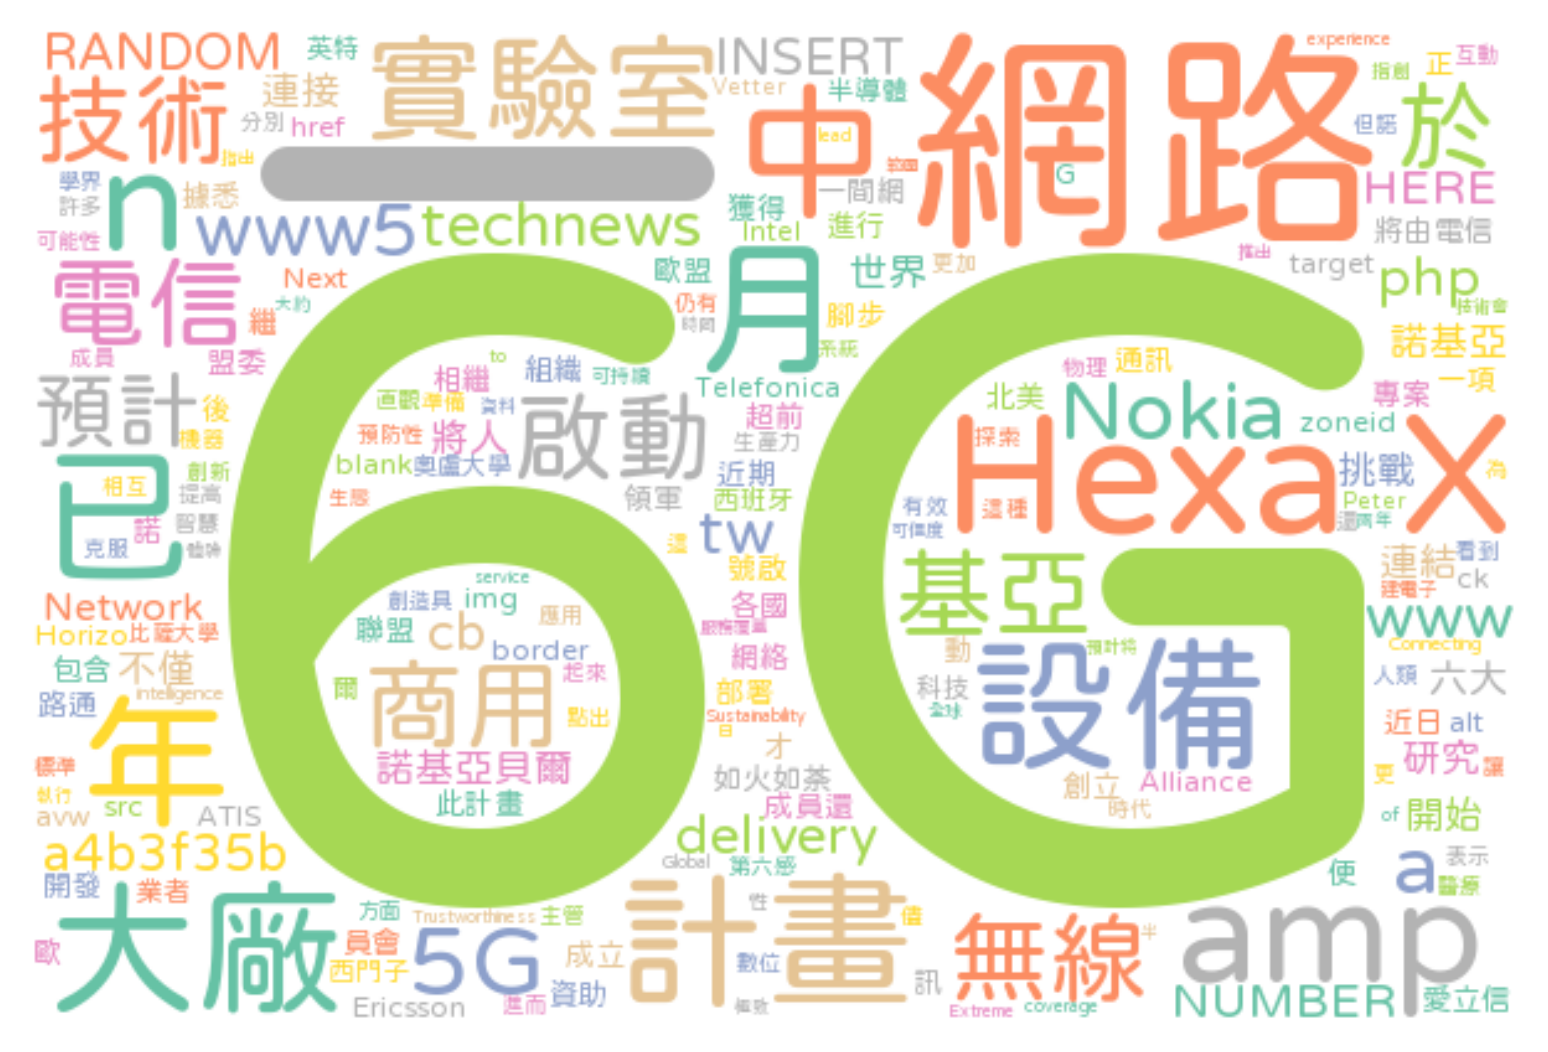 RANDOM 英特 實驗室 INSERT 網路 experience
技術 連接 Vetter 半導體 指創 正 互動
分別 href 中 lead 但諾 於
指出 一 G
學界 據悉 一間網 HERE
許多 n www5 technews 獲得 進行 將由電信
可能性 Intel 推出
電信 Next 歐盟 月 世界 更加 target php
大約 仍有 技術會
繼 時間 腳步 諾基亞
成員 盟委 to 系統
預計 後 相繼 組織 可持續 Telefonica 物理 通訊 一項
直觀 準備 資料 超前 北美 Nokia 專案
機器 預防性 將人 啟動 生產力 探索 zoneid
已 創新 blank 奧盧大學 近期 Hexa X 挑戰 為
相互 提高 生態 領軍 西班牙 有效 這種 Peter
諾 智慧 tw 可信度 還 兩年
克服 體驗 這 6G 連結 看到
service 號啟 基亞 ck
Network 創造具 img 應用 各國 建電子 www
Horizo 比薩大學 聯盟 cb 服務覆蓋 Connecting
包含 不僅 border 網絡 動 預計將 人類 六大
路通 intelligence 爾 商用 起來 部署 科技 設備
年 點出 Sustainability 全球 近日 alt
日 才
標準 諾基亞貝爾 如火如荼 創立 Alliance 更 研究 讓
執行 src 此計畫 成員還 時代
avw ATIS of 開始
a4b3f35b delivery
開發 業者 Global 第六感 便 a 表示
醫療
大廠 方面 Trustworthiness 主管 計畫 性 值 無線 半 amp
歐 員會 5G 成立
西門子 數位 訊
Ericsson 進而 資助 極致 Extreme coverage NUMBER 愛立信